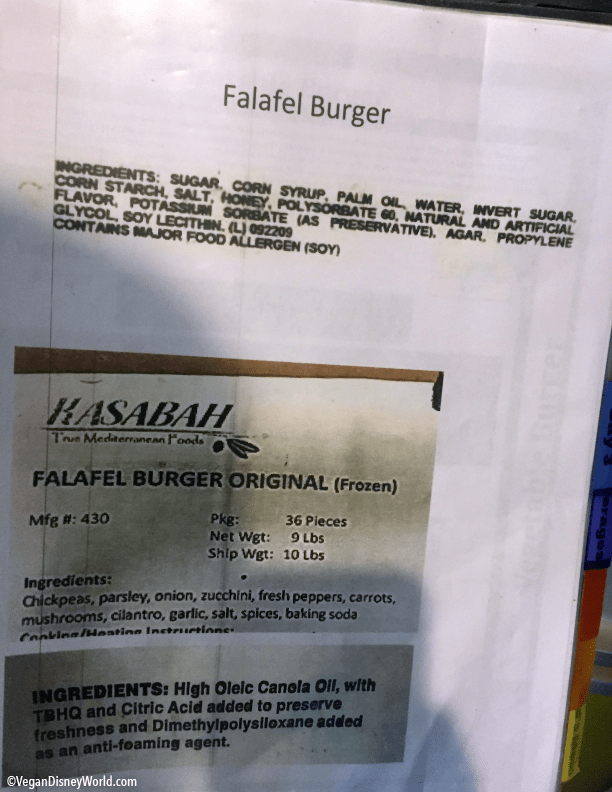 Falafel Burger
INGREDIENTS: SUGAR, CORN SYRUP, PALM OIL, WATER, INVERT SUGAR,
CORN STARCH, SALT, HONEY, POLYSORBATE 60, NATURAL AND ARTIFICIAL
FLAVOR, POTASSIUM SORBATE (AS PRESERVATIVE), AGAR, PROPYLENE
GLYCOL, SOY LECITHIN. (L) 092209
CONTAINS MAJOR FOOD ALLERGEN (SOY)
KASABAH
True Mediterranean Foods
FALAFEL BURGER ORIGINAL (Frozen)
Mfg #: 430 Pkg: 36 Pieces
Net Wgt: 9 Lbs
Ship Wgt: 10 Lbs
Ingredients:
Chickpeas, parsley, onion, zucchini, fresh peppers, carrots,
mushrooms, cilantro, garlic, salt, spices, baking soda
Cooking/Heating Instructions:
INGREDIENTS: High Oleic Canola Oil, with
TBHQ and Citric Acid added to preserve
freshness and Dimethylpolysiloxane added
as an anti-foaming agent.
©VeganDisneyWorld.com